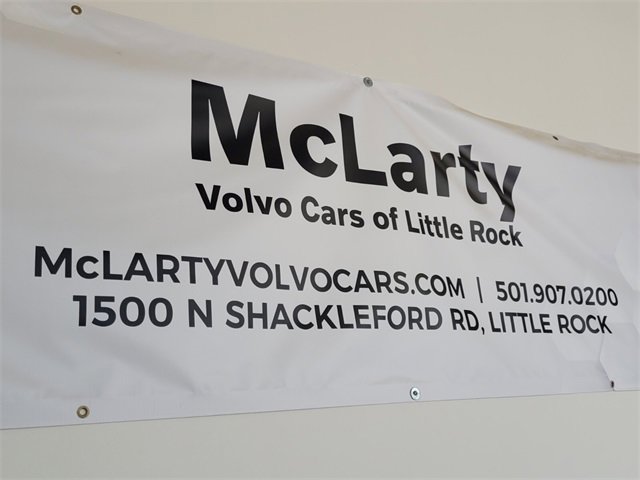 McLarty
Volvo Cars of Little Rock
McLARTYVOLVOCARS.COM | 501.907.0200
1500 N SHACKLEFORD RD, LITTLE ROCK